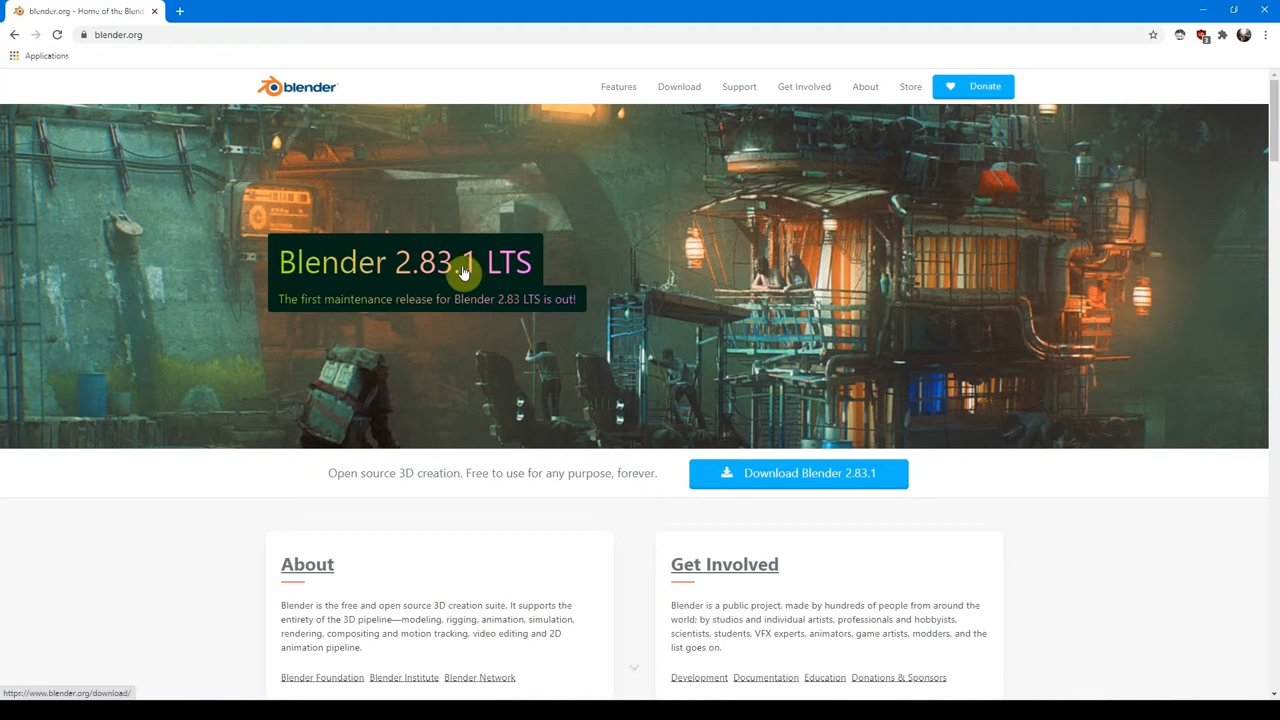 blender.org - Home of the Blend
blender.org
3
Applications
blender
Features
Download
Support
Get Involved
About
Store
Donate
Blender 2.83.1 LTS
The first maintenance release for Blender 2.83 LTS is out!
Open source 3D creation. Free to use for any purpose, forever.
Download Blender 2.83.1
About
Blender is the free and open source 3D creation suite. It supports the
entirety of the 3D pipeline—modeling, rigging, animation, simulation,
rendering, compositing and motion tracking, video editing and 2D
animation pipeline.
Blender Foundation Blender Institute Blender Network
Get Involved
Blender is a public project, made by hundreds of people from around the
world; by studios and individual artists, professionals and hobbyists,
scientists, students, VFX experts, animators, game artists, modders, and the
list goes on.
Development Documentation Education Donations & Sponsors
https://www.blender.org/download/